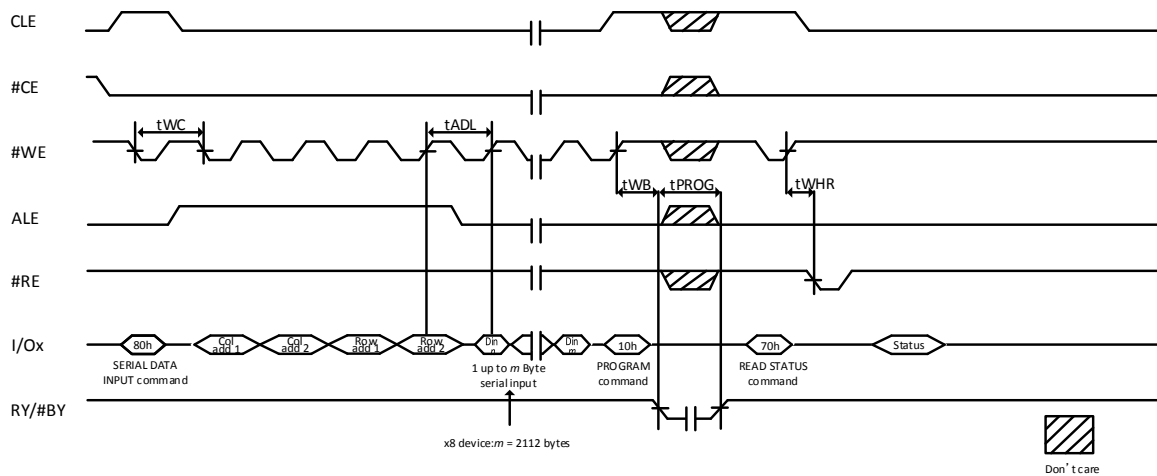 CLE
#CE
tWC
tADL
#WE
tWB
tPROG
tWHR
ALE
#RE
I/Ox
80h
Col
add 1
Col
add 2
Row
add 1
Row
add 2
Din
n
Din
m
10h
70h
Status
SERIAL DATA
INPUT command
1 up to m Byte
serial input
PROGRAM
command
READ STATUS
command
RY/#BY
x8 device:m = 2112 bytes
Don't care